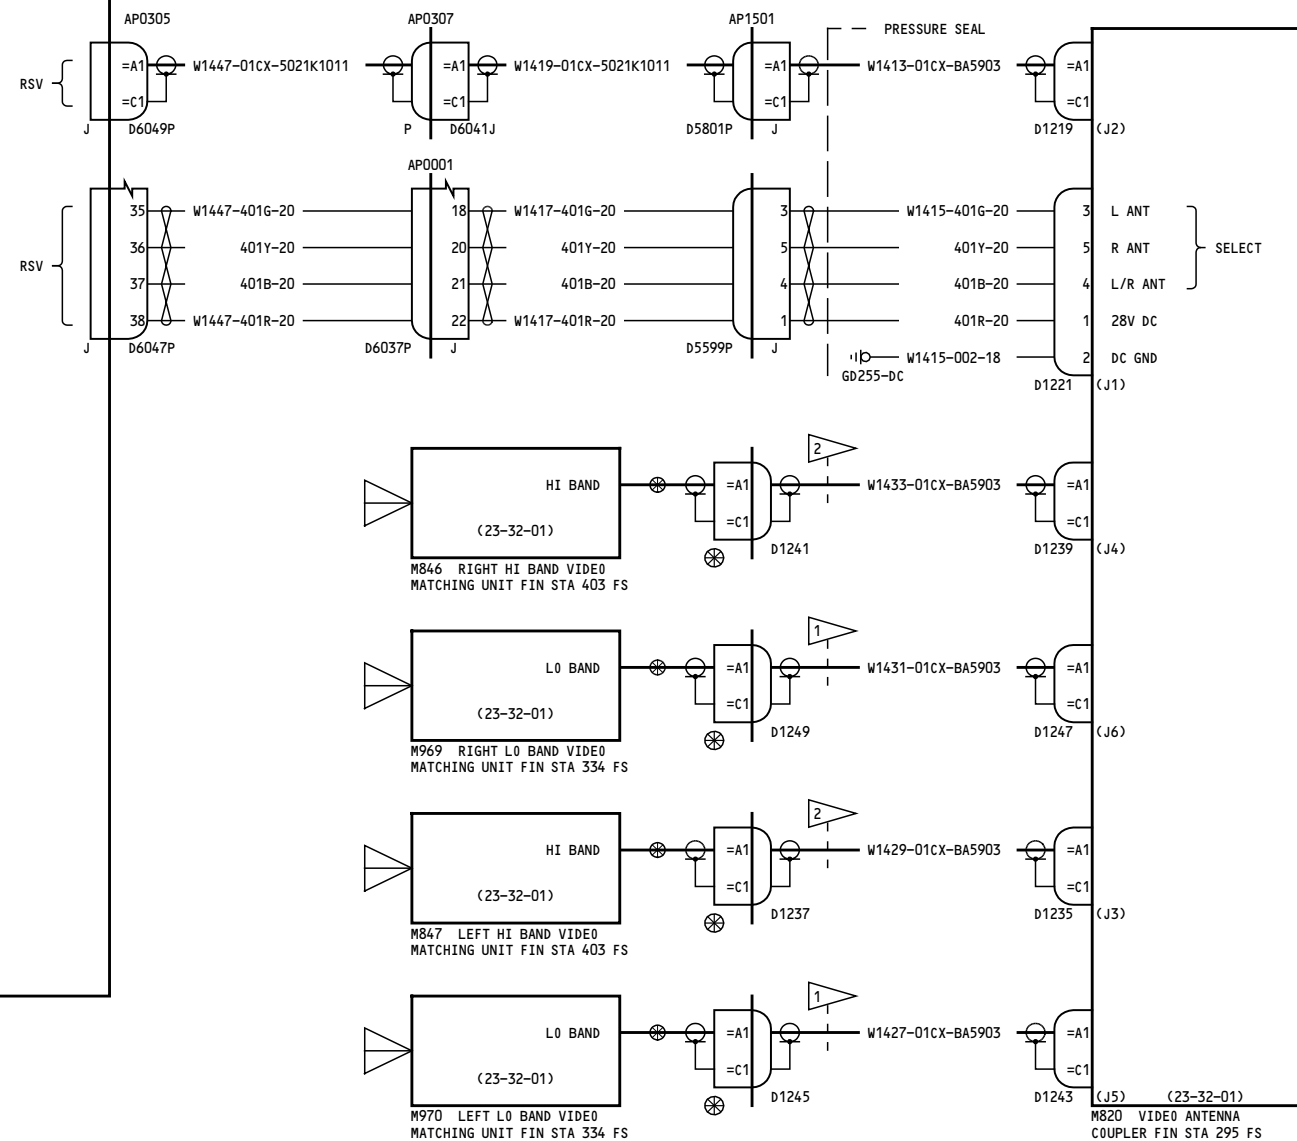 AP0305 AP0307 AP1501
PRESSURE SEAL
RSV =A1 W1447-01CX-5021K1011 =A1 W1419-01CX-5021K1011 =A1 W1413-01CX-BA5903 =A1
=C1 =C1 =C1 =C1
J D6049P P D6041J D5801P J D1219 (J2)
AP0001
35 W1447-401G-20 18 W1417-401G-20 3 W1415-401G-20 3 L ANT
36 401Y-20 20 401Y-20 5 401Y-20 5 R ANT SELECT
RSV
37 401B-20 21 401B-20 4 401B-20 4 L/R ANT
38 W1447-401R-20 22 W1417-401R-20 1 401R-20 1 28V DC
J D6047P D6037P J D5599P J
W1415-002-18 2 DC GND
GD255-DC
D1221 (J1)
2
HI BAND =A1 W1433-01CX-BA5903 =A1
=C1 =C1
(23-32-01)
D1241 D1239 (J4)
M846 RIGHT HI BAND VIDEO
MATCHING UNIT FIN STA 403 FS
1
LO BAND =A1 W1431-01CX-BA5903 =A1
=C1 =C1
(23-32-01)
D1249 D1247 (J6)
M969 RIGHT LO BAND VIDEO
MATCHING UNIT FIN STA 334 FS
2
HI BAND =A1 W1429-01CX-BA5903 =A1
=C1 =C1
(23-32-01)
D1237 D1235 (J3)
M847 LEFT HI BAND VIDEO
MATCHING UNIT FIN STA 403 FS
1
LO BAND =A1 W1427-01CX-BA5903 =A1
=C1 =C1
(23-32-01)
D1245 D1243 (J5) (23-32-01)
M970 LEFT LO BAND VIDEO
MATCHING UNIT FIN STA 334 FS
M820 VIDEO ANTENNA
COUPLER FIN STA 295 FS